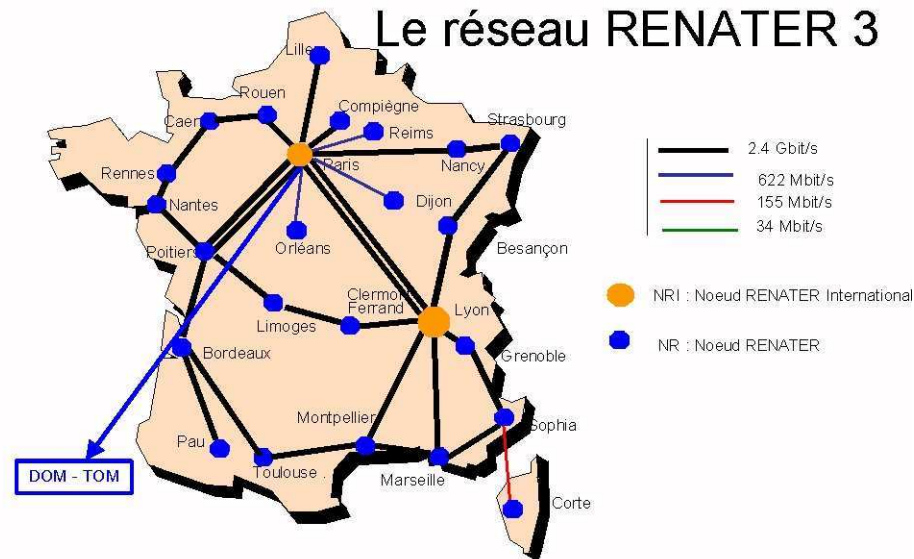 Le réseau RENATER 3
Lille
Rouen
Compiègne
Caen
Reims
Strasbourg
Paris
Nancy
Rennes
Nantes
Dijon
Orléans
Poitiers
Besançon
Clermont
Ferrand
Lyon
Limoges
Bordeaux
Grenoble
Montpellier
Sophia
Pau
Toulouse .
Marseille
DOM - TOM
Corte
2.4 Gbit/s
622 Mbit/s
155 Mbit/s
34 Mbit/s
NRI : Noeud RENATER International
NR : Noeud RENATER